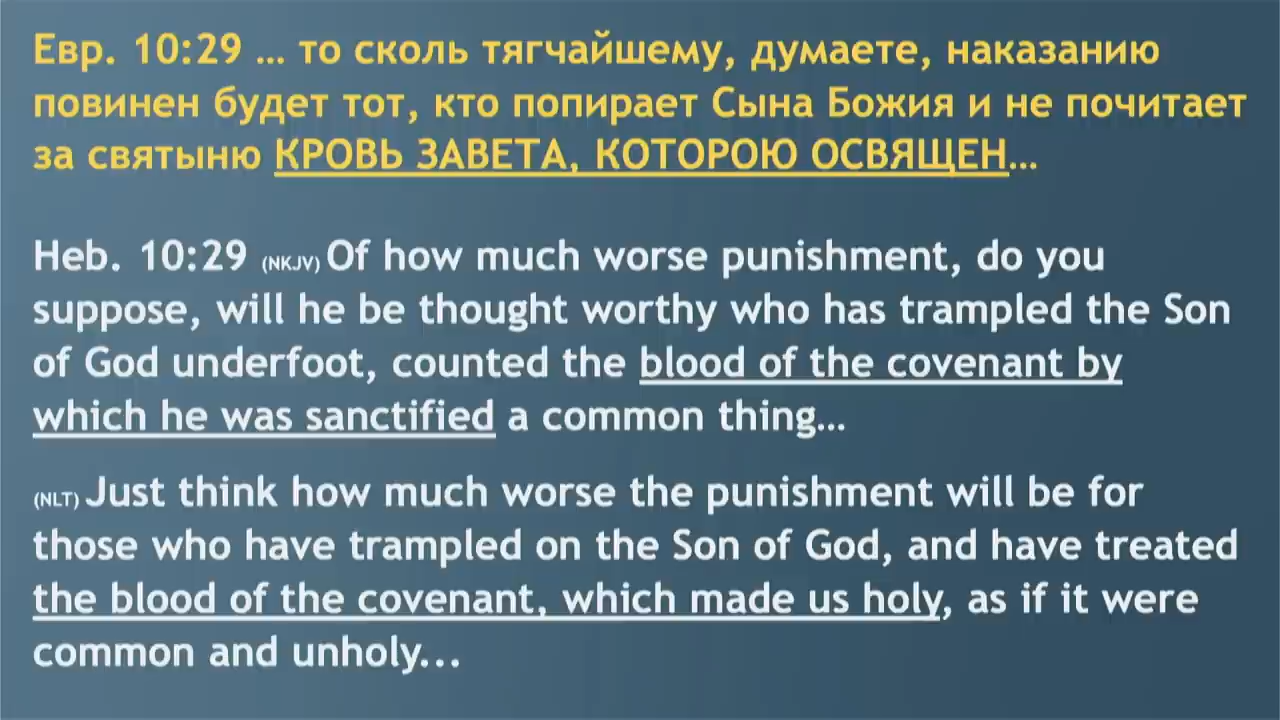 Евр. 10:29 … то сколь тягчайшему, думаете, наказанию
повинен будет тот, кто попирает Сына Божия и не почитает
за святыню КРОВЬ ЗАВЕТА, КОТОРОЮ ОСВЯЩЕН…
Heb. 10:29 (NKJV) Of how much worse punishment, do you
suppose, will he be thought worthy who has trampled the Son
of God underfoot, counted the blood of the covenant by
which he was sanctified a common thing…
(NLT) Just think how much worse the punishment will be for
those who have trampled on the Son of God, and have treated
the blood of the covenant, which made us holy, as if it were
common and unholy...